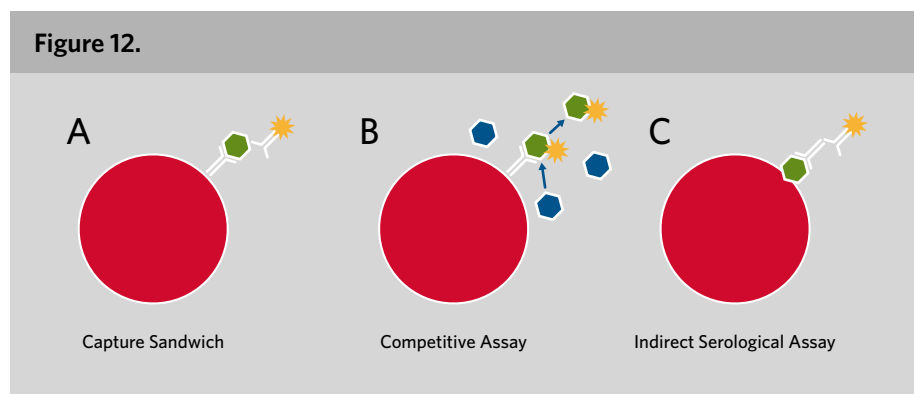 Figure 12.
A
B
C
Capture Sandwich
Competitive Assay
Indirect Serological Assay